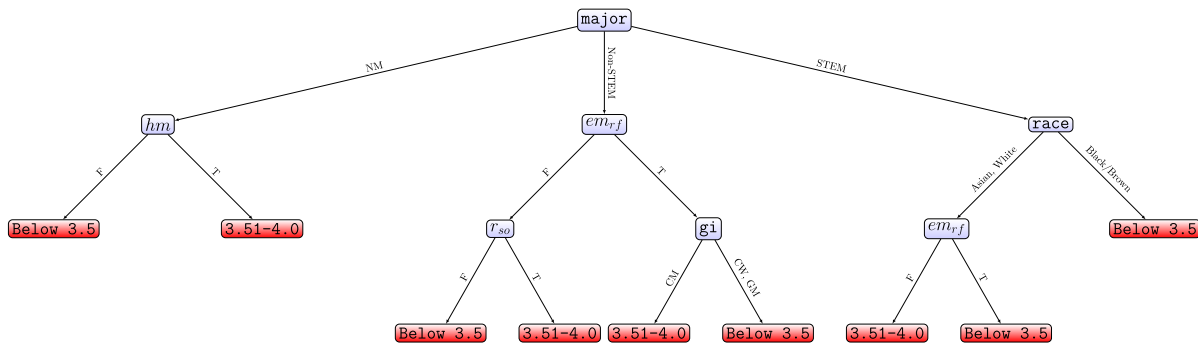 major
NM
Non-STEM
STEM
hm
em_rf
race
F
T
F
T
Asian, White
Black/Brown
Below 3.5
3.51-4.0
r_so
gi
em_rf
Below 3.5
F
T
CM
CW, GM
F
T
Below 3.5
3.51-4.0
3.51-4.0
Below 3.5
3.51-4.0
Below 3.5